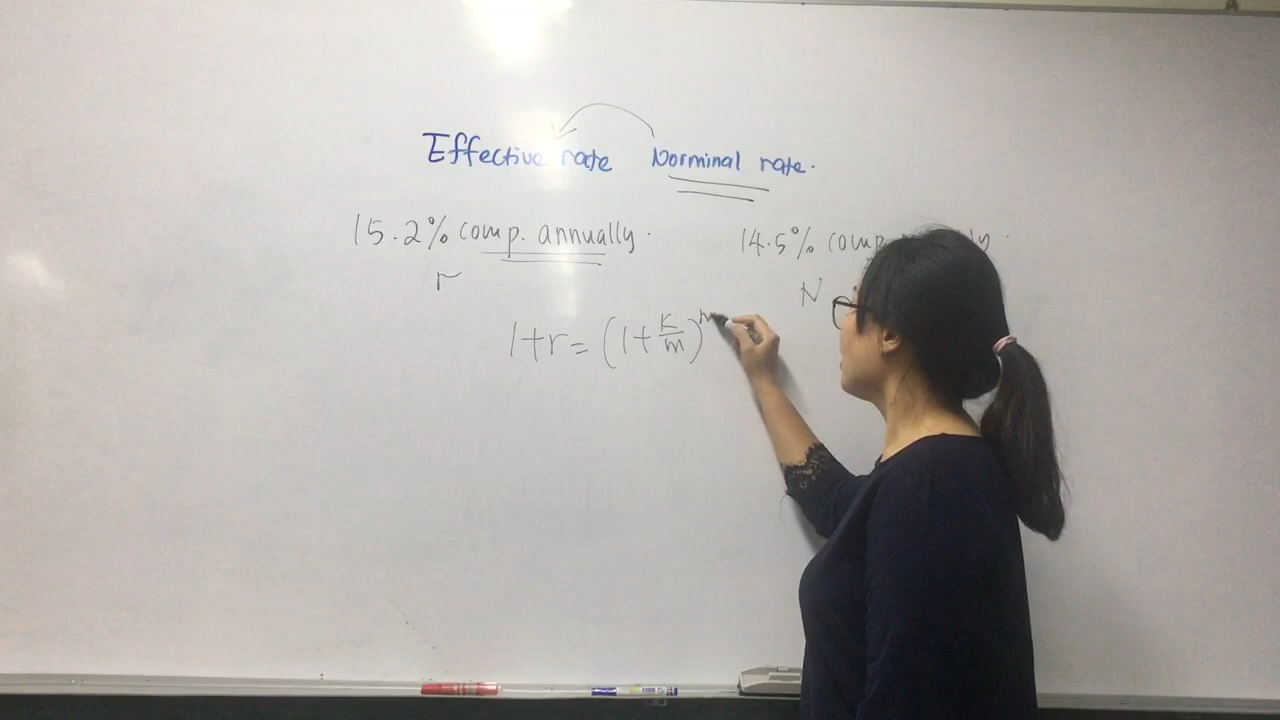 Effective rate Norminal rate.
15.2% comp. annually. 14.5% comp
r N
1+r = (1+K/m)^m